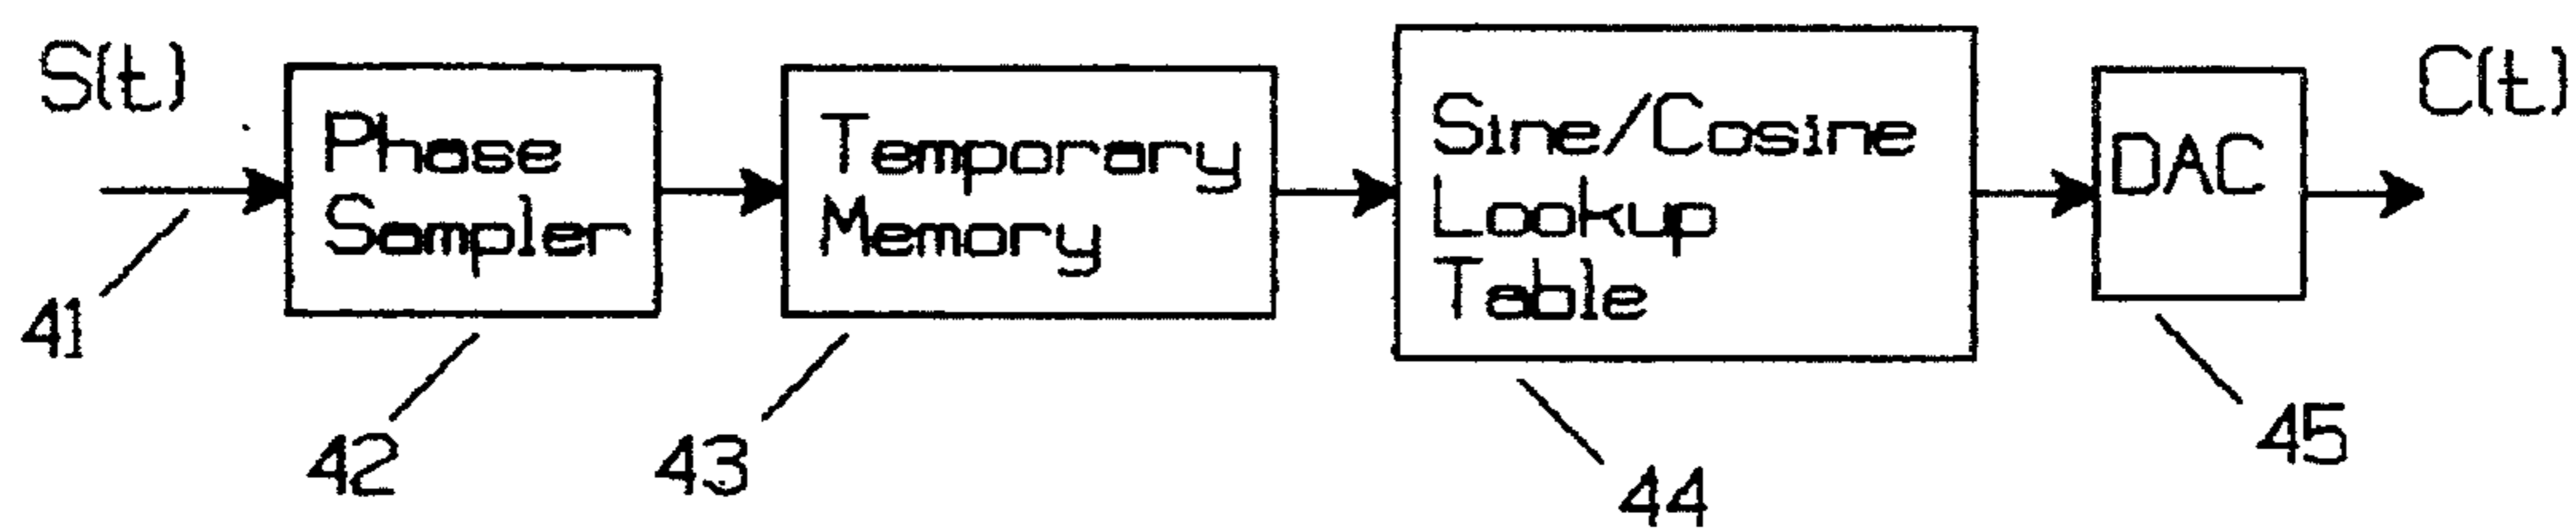 S(t)
Phase
Sampler
Temporary
Memory
Sine/Cosine
Lookup
Table
DAC
C(t)
41
42
43
44
45